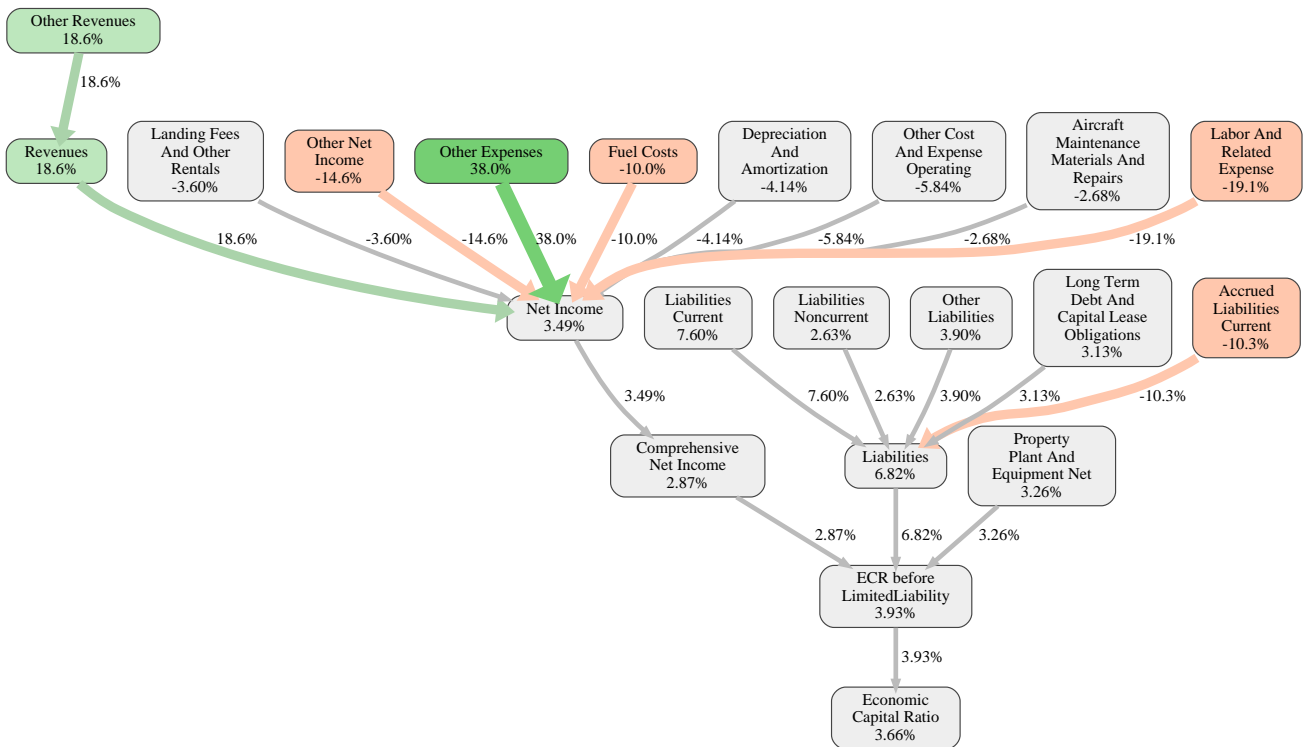 Other Revenues
18.6%
18.6%
Revenues
18.6%
Landing Fees
And Other
Rentals
-3.60%
Other Net
Income
-14.6%
Other Expenses
38.0%
Fuel Costs
-10.0%
Depreciation
And
Amortization
-4.14%
Other Cost
And Expense
Operating
-5.84%
Aircraft
Maintenance
Materials And
Repairs
-2.68%
Labor And
Related
Expense
-19.1%
18.6%
-3.60%
-14.6%
38.0%
-10.0%
-4.14%
-5.84%
-2.68%
-19.1%
Net Income
3.49%
Liabilities
Current
7.60%
Liabilities
Noncurrent
2.63%
Other
Liabilities
3.90%
Long Term
Debt And
Capital Lease
Obligations
3.13%
Accrued
Liabilities
Current
-10.3%
3.49%
7.60%
2.63%
3.90%
3.13%
-10.3%
Comprehensive
Net Income
2.87%
Liabilities
6.82%
Property
Plant And
Equipment Net
3.26%
2.87%
6.82%
3.26%
ECR before
LimitedLiability
3.93%
3.93%
Economic
Capital Ratio
3.66%